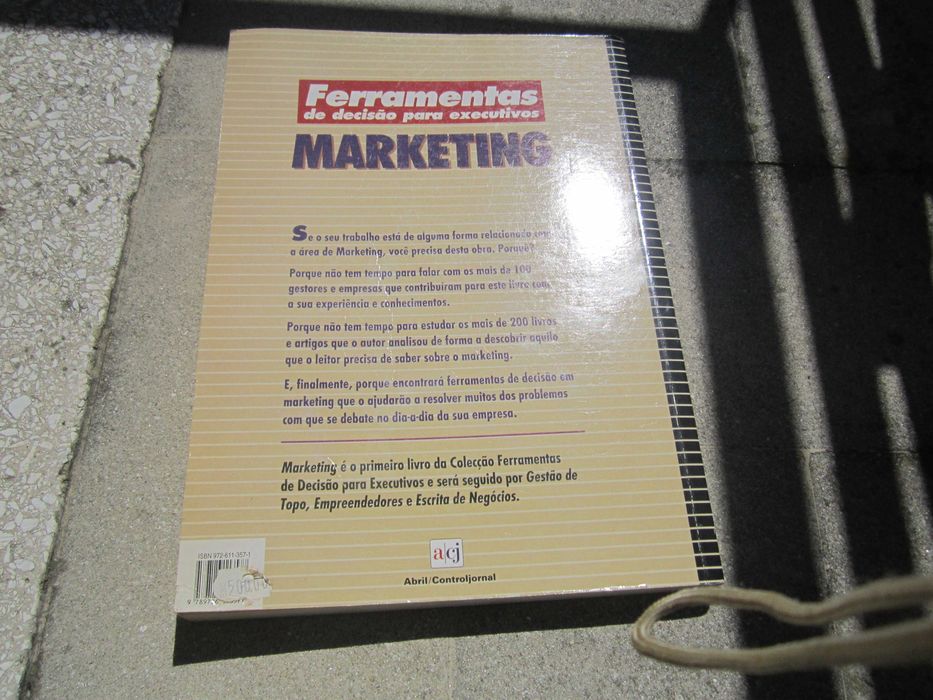 Ferramentas
de decisão para executivos
MARKETING
Se o seu trabalho está de alguma forma relacionado com
a área de Marketing, você precisa desta obra. Porquê?
Porque não tem tempo para falar com os mais de 100
gestores e empresas que contribuiram para este livro com
a sua experiência e conhecimentos.
Porque não tem tempo para estudar os mais de 200 livros
e artigos que o autor analisou de forma a descobrir aquilo
que o leitor precisa de saber sobre o marketing.
E, finalmente, porque encontrará ferramentas de decisão em
marketing que o ajudarão a resolver muitos dos problemas
com que se debate no dia-a-dia da sua empresa.
Marketing é o primeiro livro da Colecção Ferramentas
de Decisão para Executivos e será seguido por Gestão de
Topo, Empreendedores e Escrita de Negócios.
ISBN 972-611-357-1
a/cj
Abril/Controljornal